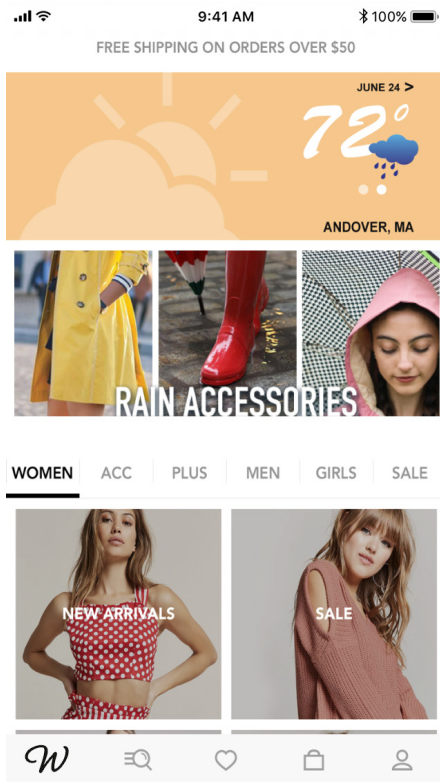 9:41 AM 100%
FREE SHIPPING ON ORDERS OVER $50
JUNE 24 >
72°
ANDOVER, MA
RAIN ACCESSORIES
WOMEN ACC PLUS MEN GIRLS SALE
NEW ARRIVALS SALE
W